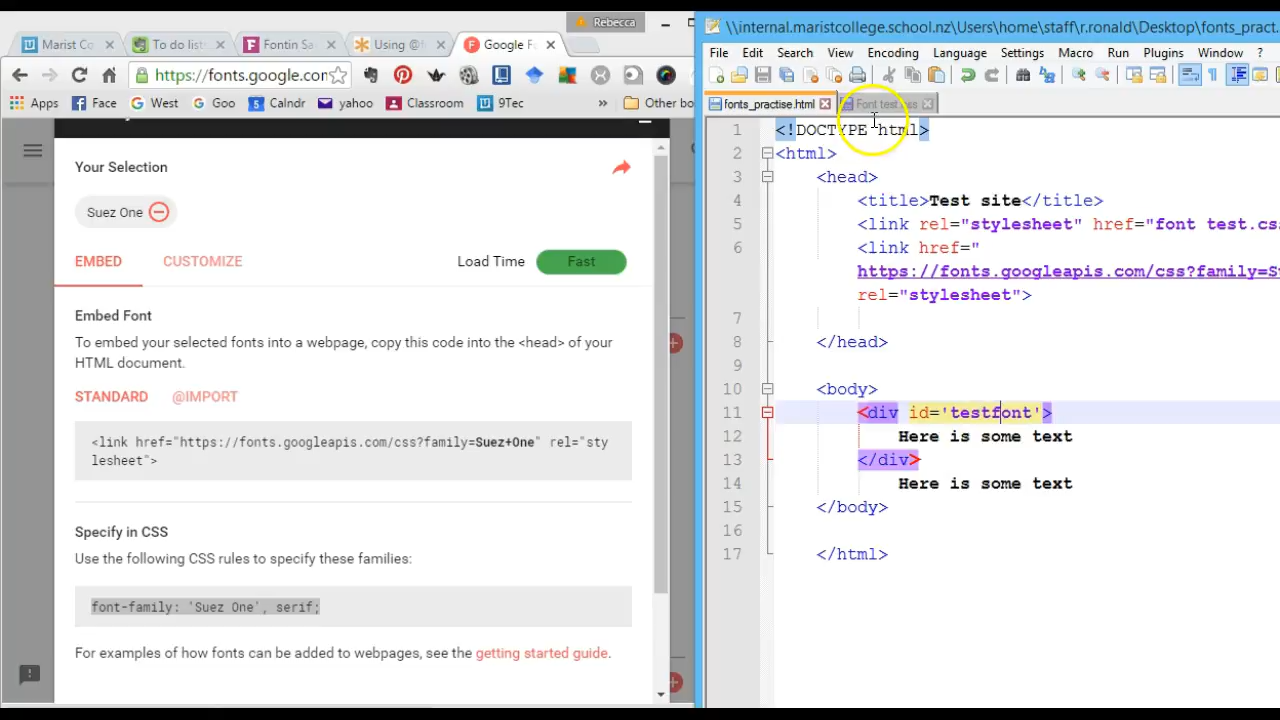 Rebecca
Marist Co
To do lis
Fontin Sa
Using @f
Google F
https://fonts.google.con
Apps
Face
West
Goo
Calndr
yahoo
Classroom
9Tec
»
Other bo
Your Selection
Suez One
EMBED
CUSTOMIZE
Load Time
Fast
Embed Font
To embed your selected fonts into a webpage, copy this code into the <head> of your
HTML document.
STANDARD
@IMPORT
<link href="https://fonts.googleapis.com/css?family=Suez+One" rel="sty
lesheet">
Specify in CSS
Use the following CSS rules to specify these families:
font-family: 'Suez One', serif;
For examples of how fonts can be added to webpages, see the getting started guide.
\\internal.maristcollege.school.nz\Users\home\staff\r.ronald\Desktop\fonts_pract
File Edit Search View Encoding Language Settings Macro Run Plugins Window ?
fonts_practise.html
Font test.css
1 <!DOCTYPE html>
2 <html>
3 <head>
4 <title>Test site</title>
5 <link rel="stylesheet" href="font test.cs
6 <link href="
https://fonts.googleapis.com/css?family=S
rel="stylesheet">
7
8 </head>
9
10 <body>
11 <div id='testfont'>
12 Here is some text
13 </div>
14 Here is some text
15 </body>
16
17 </html>